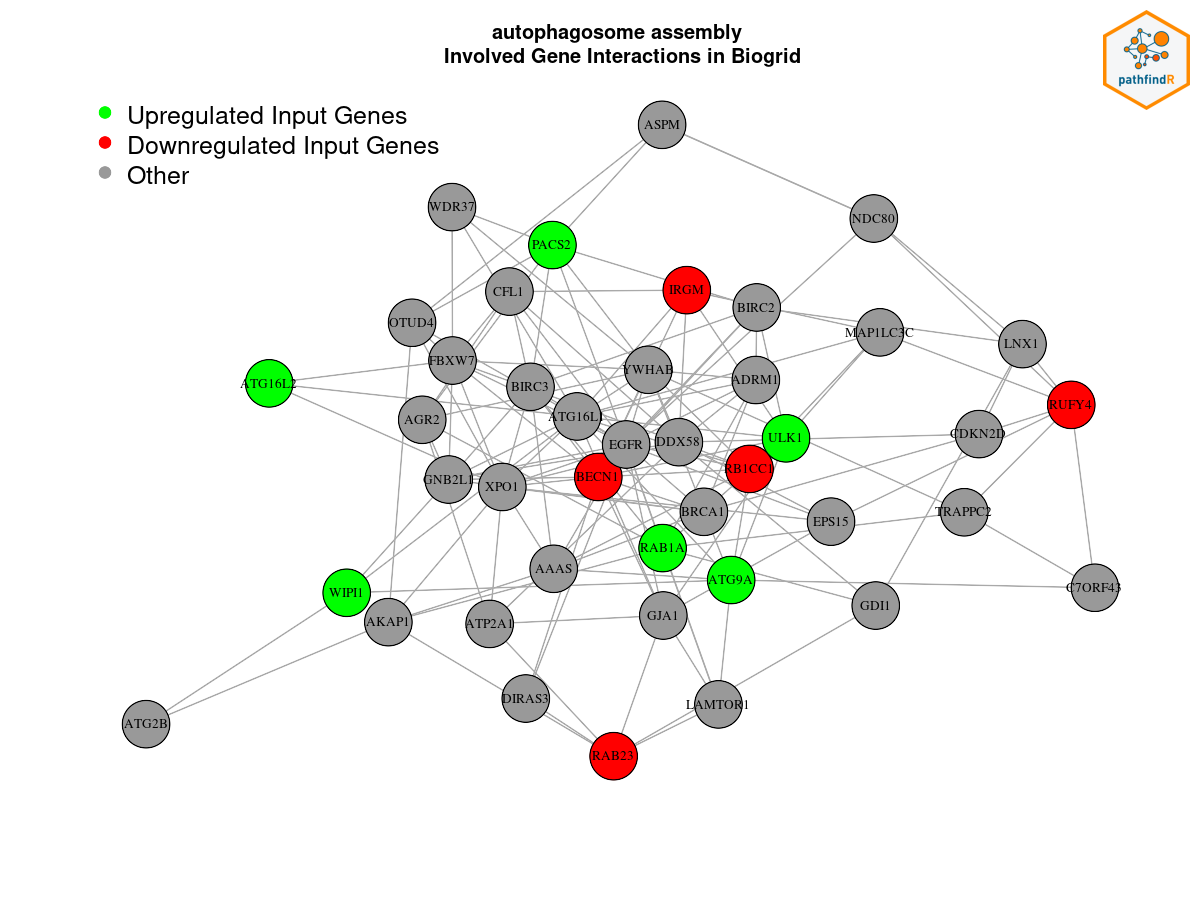 autophagosome assembly
Involved Gene Interactions in Biogrid
pathfindR
Upregulated Input Genes
Downregulated Input Genes
Other
ASPM
WDR37
NDC80
PACS2
CFL1
IRGM
BIRC2
OTUD4
MAP1LC3C
LNX1
FBXW7
YWHAB
ATG16L2
BIRC3
ADRM1
RUFY4
AGR2
ATG16L1
EGFR
DDX58
ULK1
CDKN2D
GNB2L1
XPO1
BECN1
RB1CC1
BRCA1
EPS15
TRAPPC2
RAB1A
AAAS
ATG9A
C7ORF43
WIPI1
AKAP1
ATP2A1
GJA1
GDI1
DIRAS3
LAMTOR1
ATG2B
RAB23